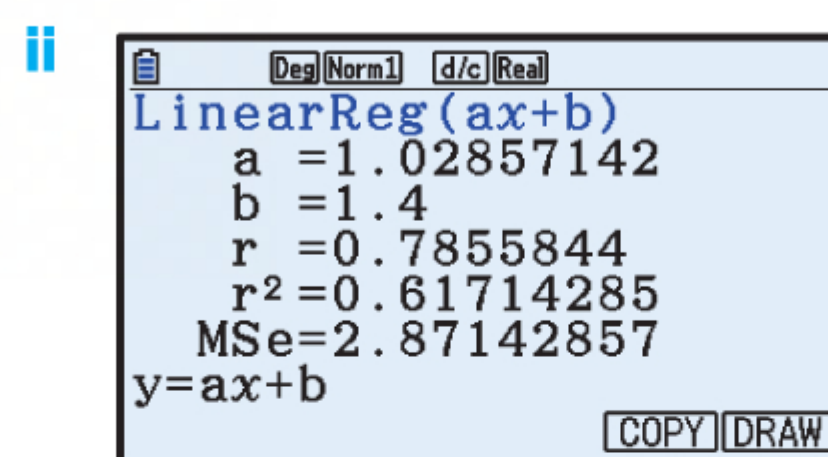 ii
Deg Norm1 d/c Real
LinearReg(ax+b)
a =1.02857142
b =1.4
r =0.7855844
r²=0.61714285
MSe=2.87142857
y=ax+b
COPY DRAW